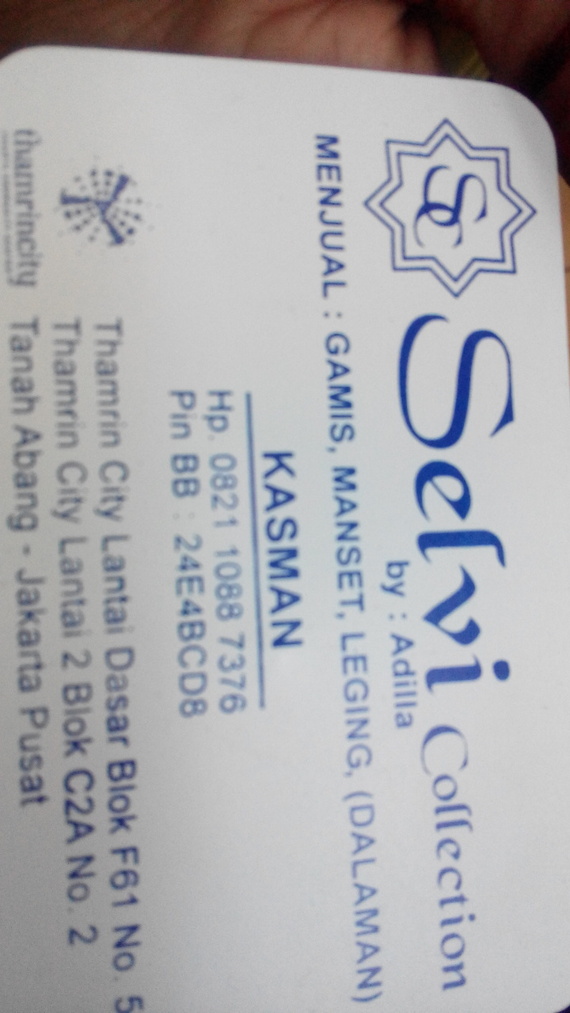 SC
Selvi Collection
by : Adilla
MENJUAL : GAMIS, MANSET, LEGING, (DALAMAN)
KASMAN
Hp. 0821 1088 7376
Pin BB : 24E4BCD8
Thamrin City Lantai Dasar Blok F61 No. 5
Thamrin City Lantai 2 Blok C2A No. 2
Tanah Abang - Jakarta Pusat
thamrincity